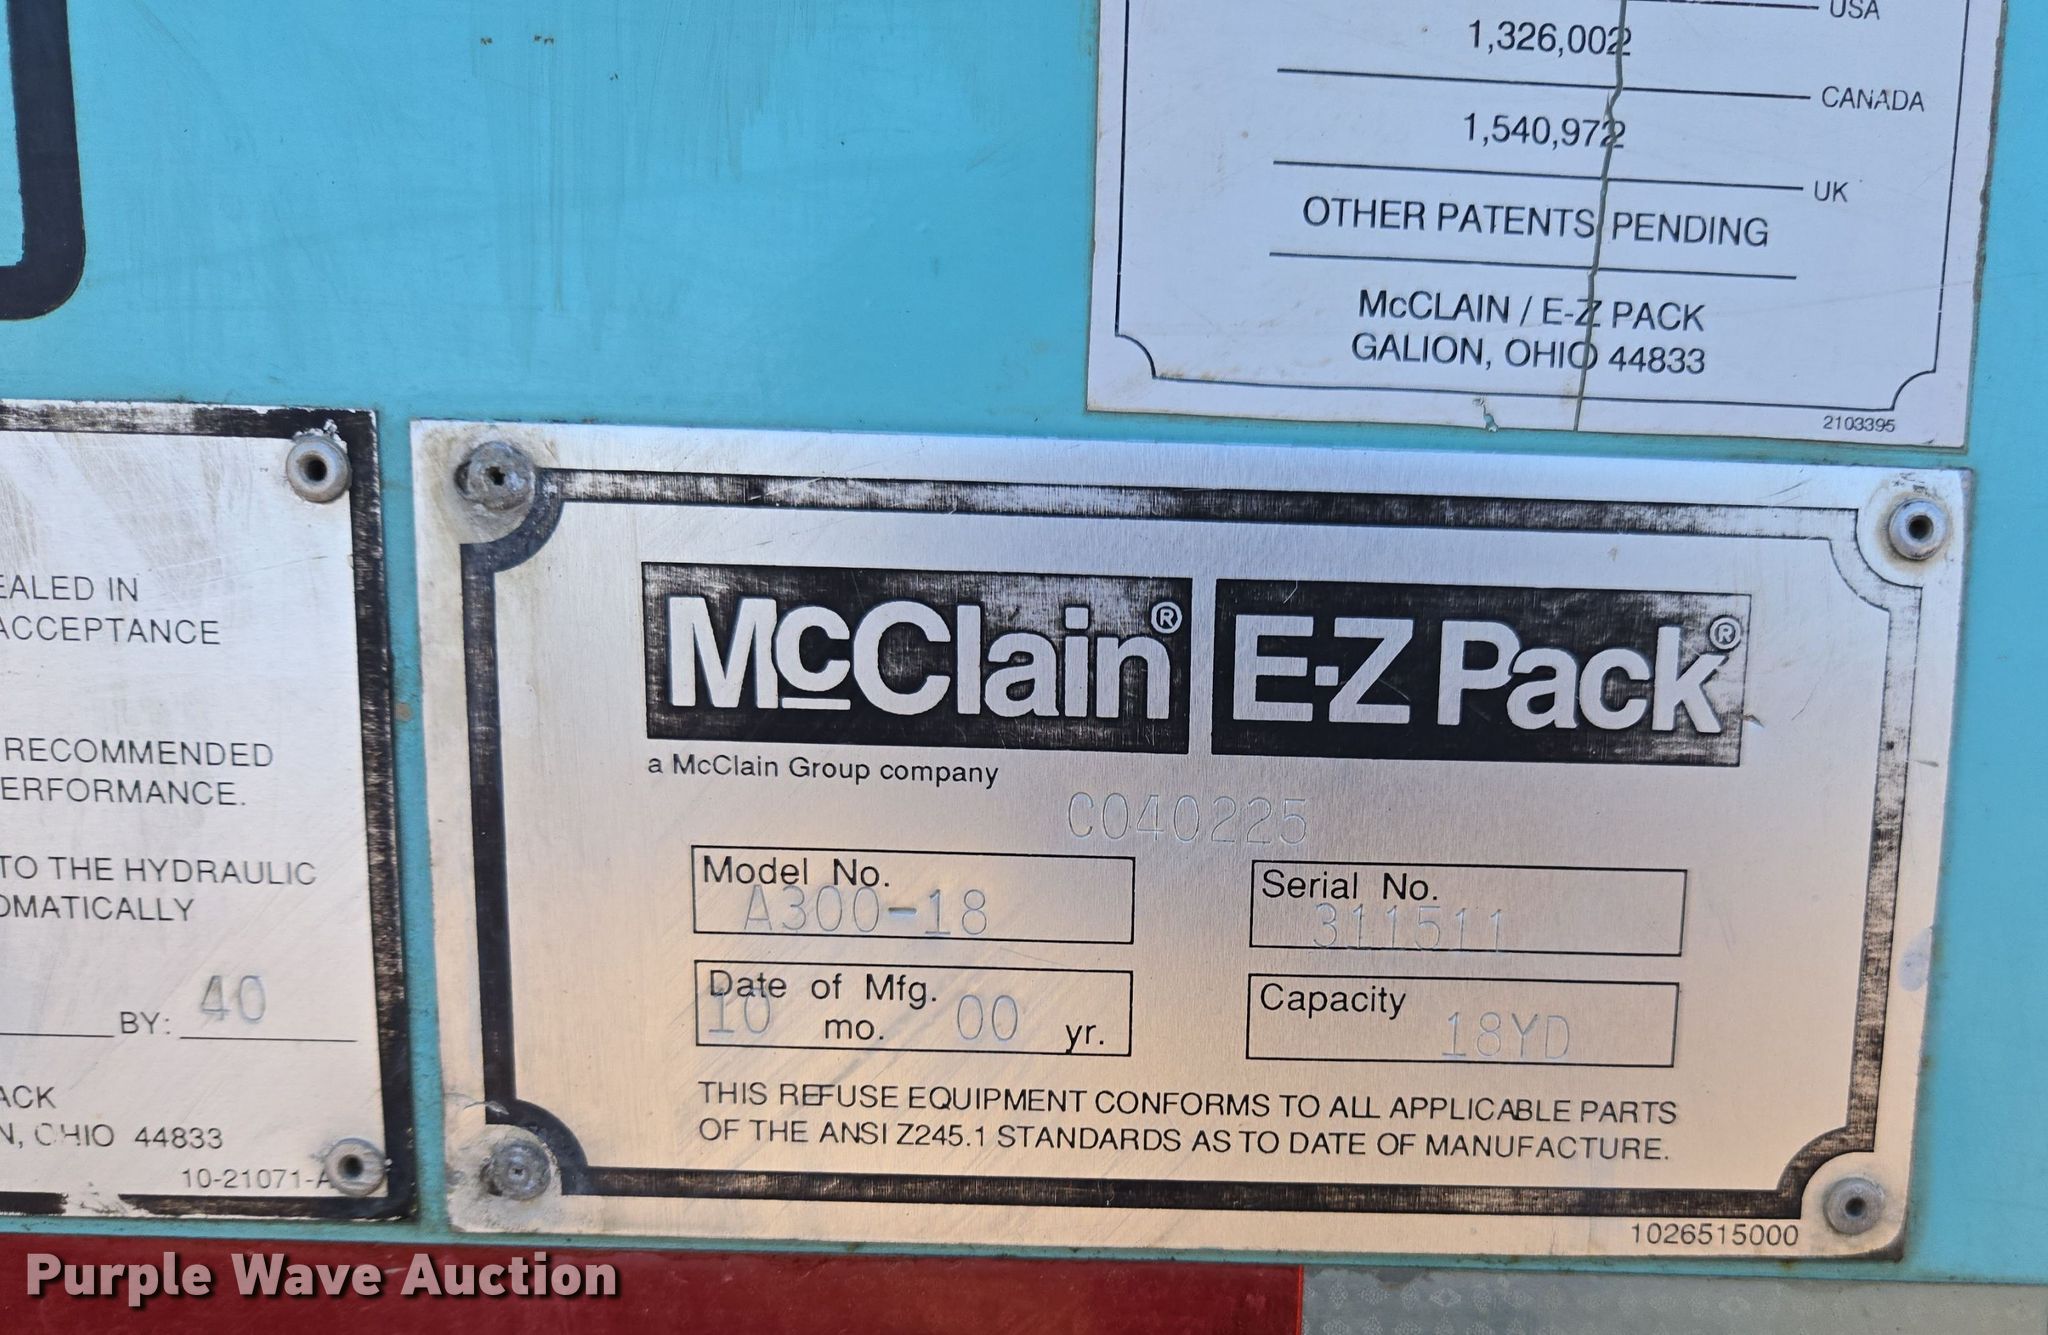 USA
1,326,002
CANADA
1,540,972
UK
OTHER PATENTS PENDING
McCLAIN / E-Z PACK
GALION, OHIO 44833
2103395
EALED IN
ACCEPTANCE
RECOMMENDED
ERFORMANCE.
TO THE HYDRAULIC
OMATICALLY
BY: 40
ACK
N, OHIO 44833
10-21071-A
McClain® E-Z Pack®
a McClain Group company
C040225
Model No.
A300-18
Serial No.
311511
Date of Mfg.
10 mo. 00 yr.
Capacity
18YD
THIS REFUSE EQUIPMENT CONFORMS TO ALL APPLICABLE PARTS
OF THE ANSI Z245.1 STANDARDS AS TO DATE OF MANUFACTURE.
1026515000
Purple Wave Auction